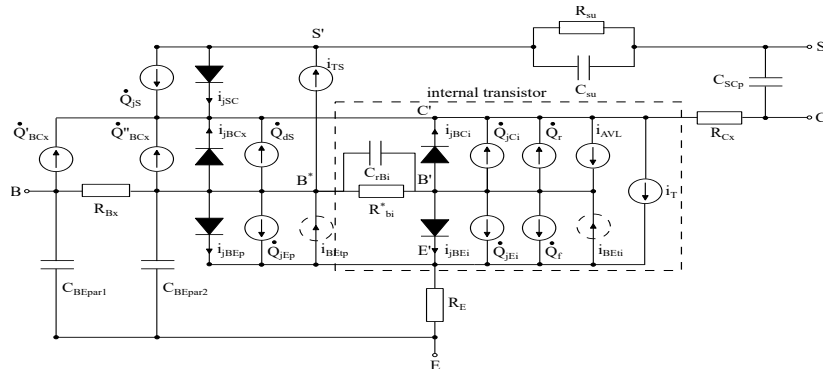 R_su
S'
S
i_TS
C_su
Q̇_jS
i_jSC
C_SCp
internal transistor
C'
C
Q̇'_BCx
Q̇"_BCx
i_jBCx
Q̇_dS
i_jBCi
Q̇_jCi
Q̇_r
i_AVL
R_Cx
C_rBi
B
B*
B'
i_T
R_Bx
R*_bi
E'
i_jBEp
Q̇_jEp
i_BEtp
i_jBEi
Q̇_jEi
Q̇_f
i_BEti
C_BEpar1
C_BEpar2
R_E
E